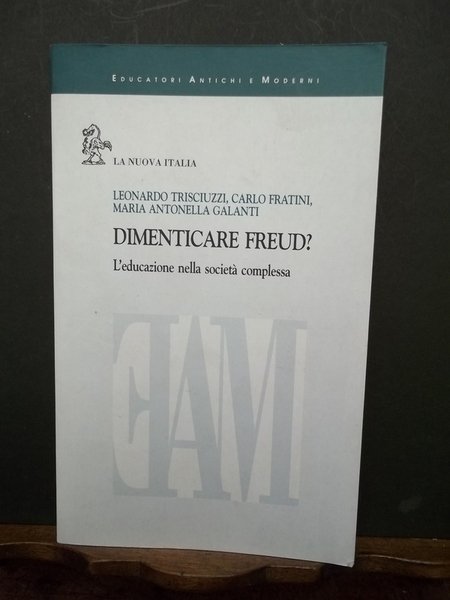 EDUCATORI ANTICHI E MODERNI
LA NUOVA ITALIA
LEONARDO TRISCIUZZI, CARLO FRATINI,
MARIA ANTONELLA GALANTI
DIMENTICARE FREUD?
L'educazione nella società complessa
EAM